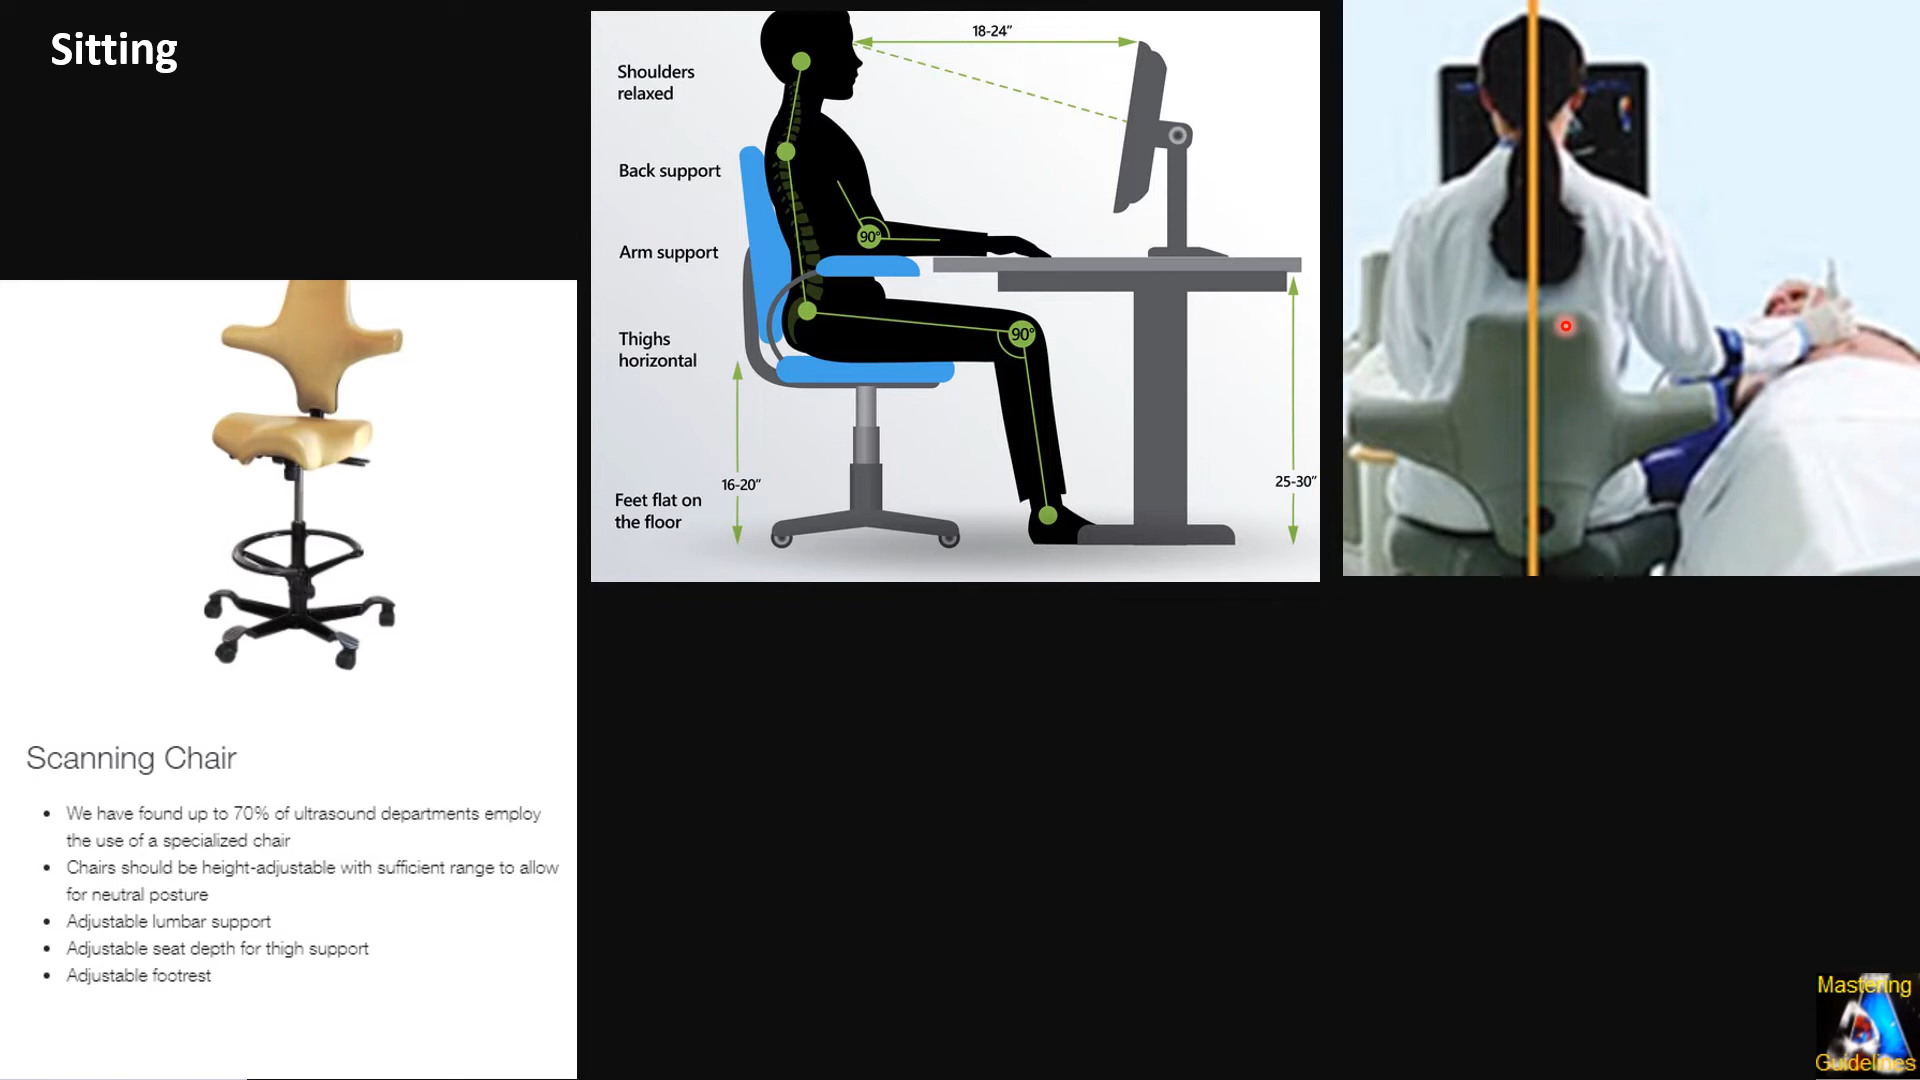 Sitting
Scanning Chair
• We have found up to 70% of ultrasound departments employ
the use of a specialized chair
• Chairs should be height-adjustable with sufficient range to allow
for neutral posture
• Adjustable lumbar support
• Adjustable seat depth for thigh support
• Adjustable footrest
18-24”
Shoulders
relaxed
Back support
90°
Arm support
Thighs
horizontal
90°
16-20”
25-30”
Feet flat on
the floor
Mastering
Guidelines